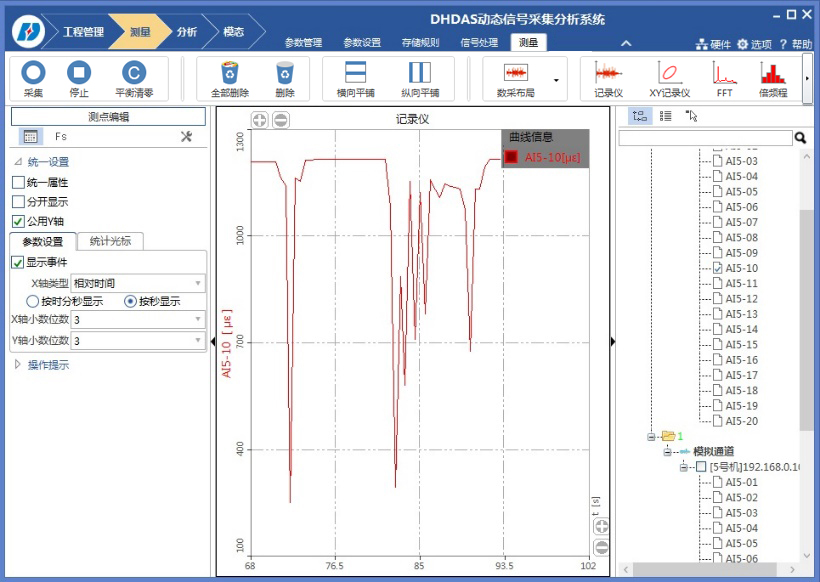 DHDAS动态信号采集分析系统
工程管理 测量 分析 模态
参数管理 参数设置 存储规则 信号处理 测量
硬件 选项 ? 帮助
采集 停止 平衡清零 全部删除 删除 横向平铺 纵向平铺 数采布局 记录仪 XY记录仪 FFT 倍频程
测点编辑
Fs
统一设置
统一属性
分开显示
公用Y轴
参数设置 统计光标
显示事件
X轴类型 相对时间
按时分秒显示 按秒显示
X轴小数位数 3
Y轴小数位数 3
操作提示
记录仪
曲线信息
AI5-10[με]
1300
1000
700
400
100
AI5-10 [ με ]
68 76.5 85 93.5 102
t [s]
AI5-03
AI5-04
AI5-05
AI5-06
AI5-07
AI5-08
AI5-09
AI5-10
AI5-11
AI5-12
AI5-13
AI5-14
AI5-15
AI5-16
AI5-17
AI5-18
AI5-19
AI5-20
1
模拟通道
[5号机]192.168.0.10
AI5-01
AI5-02
AI5-03
AI5-04
AI5-05
AI5-06